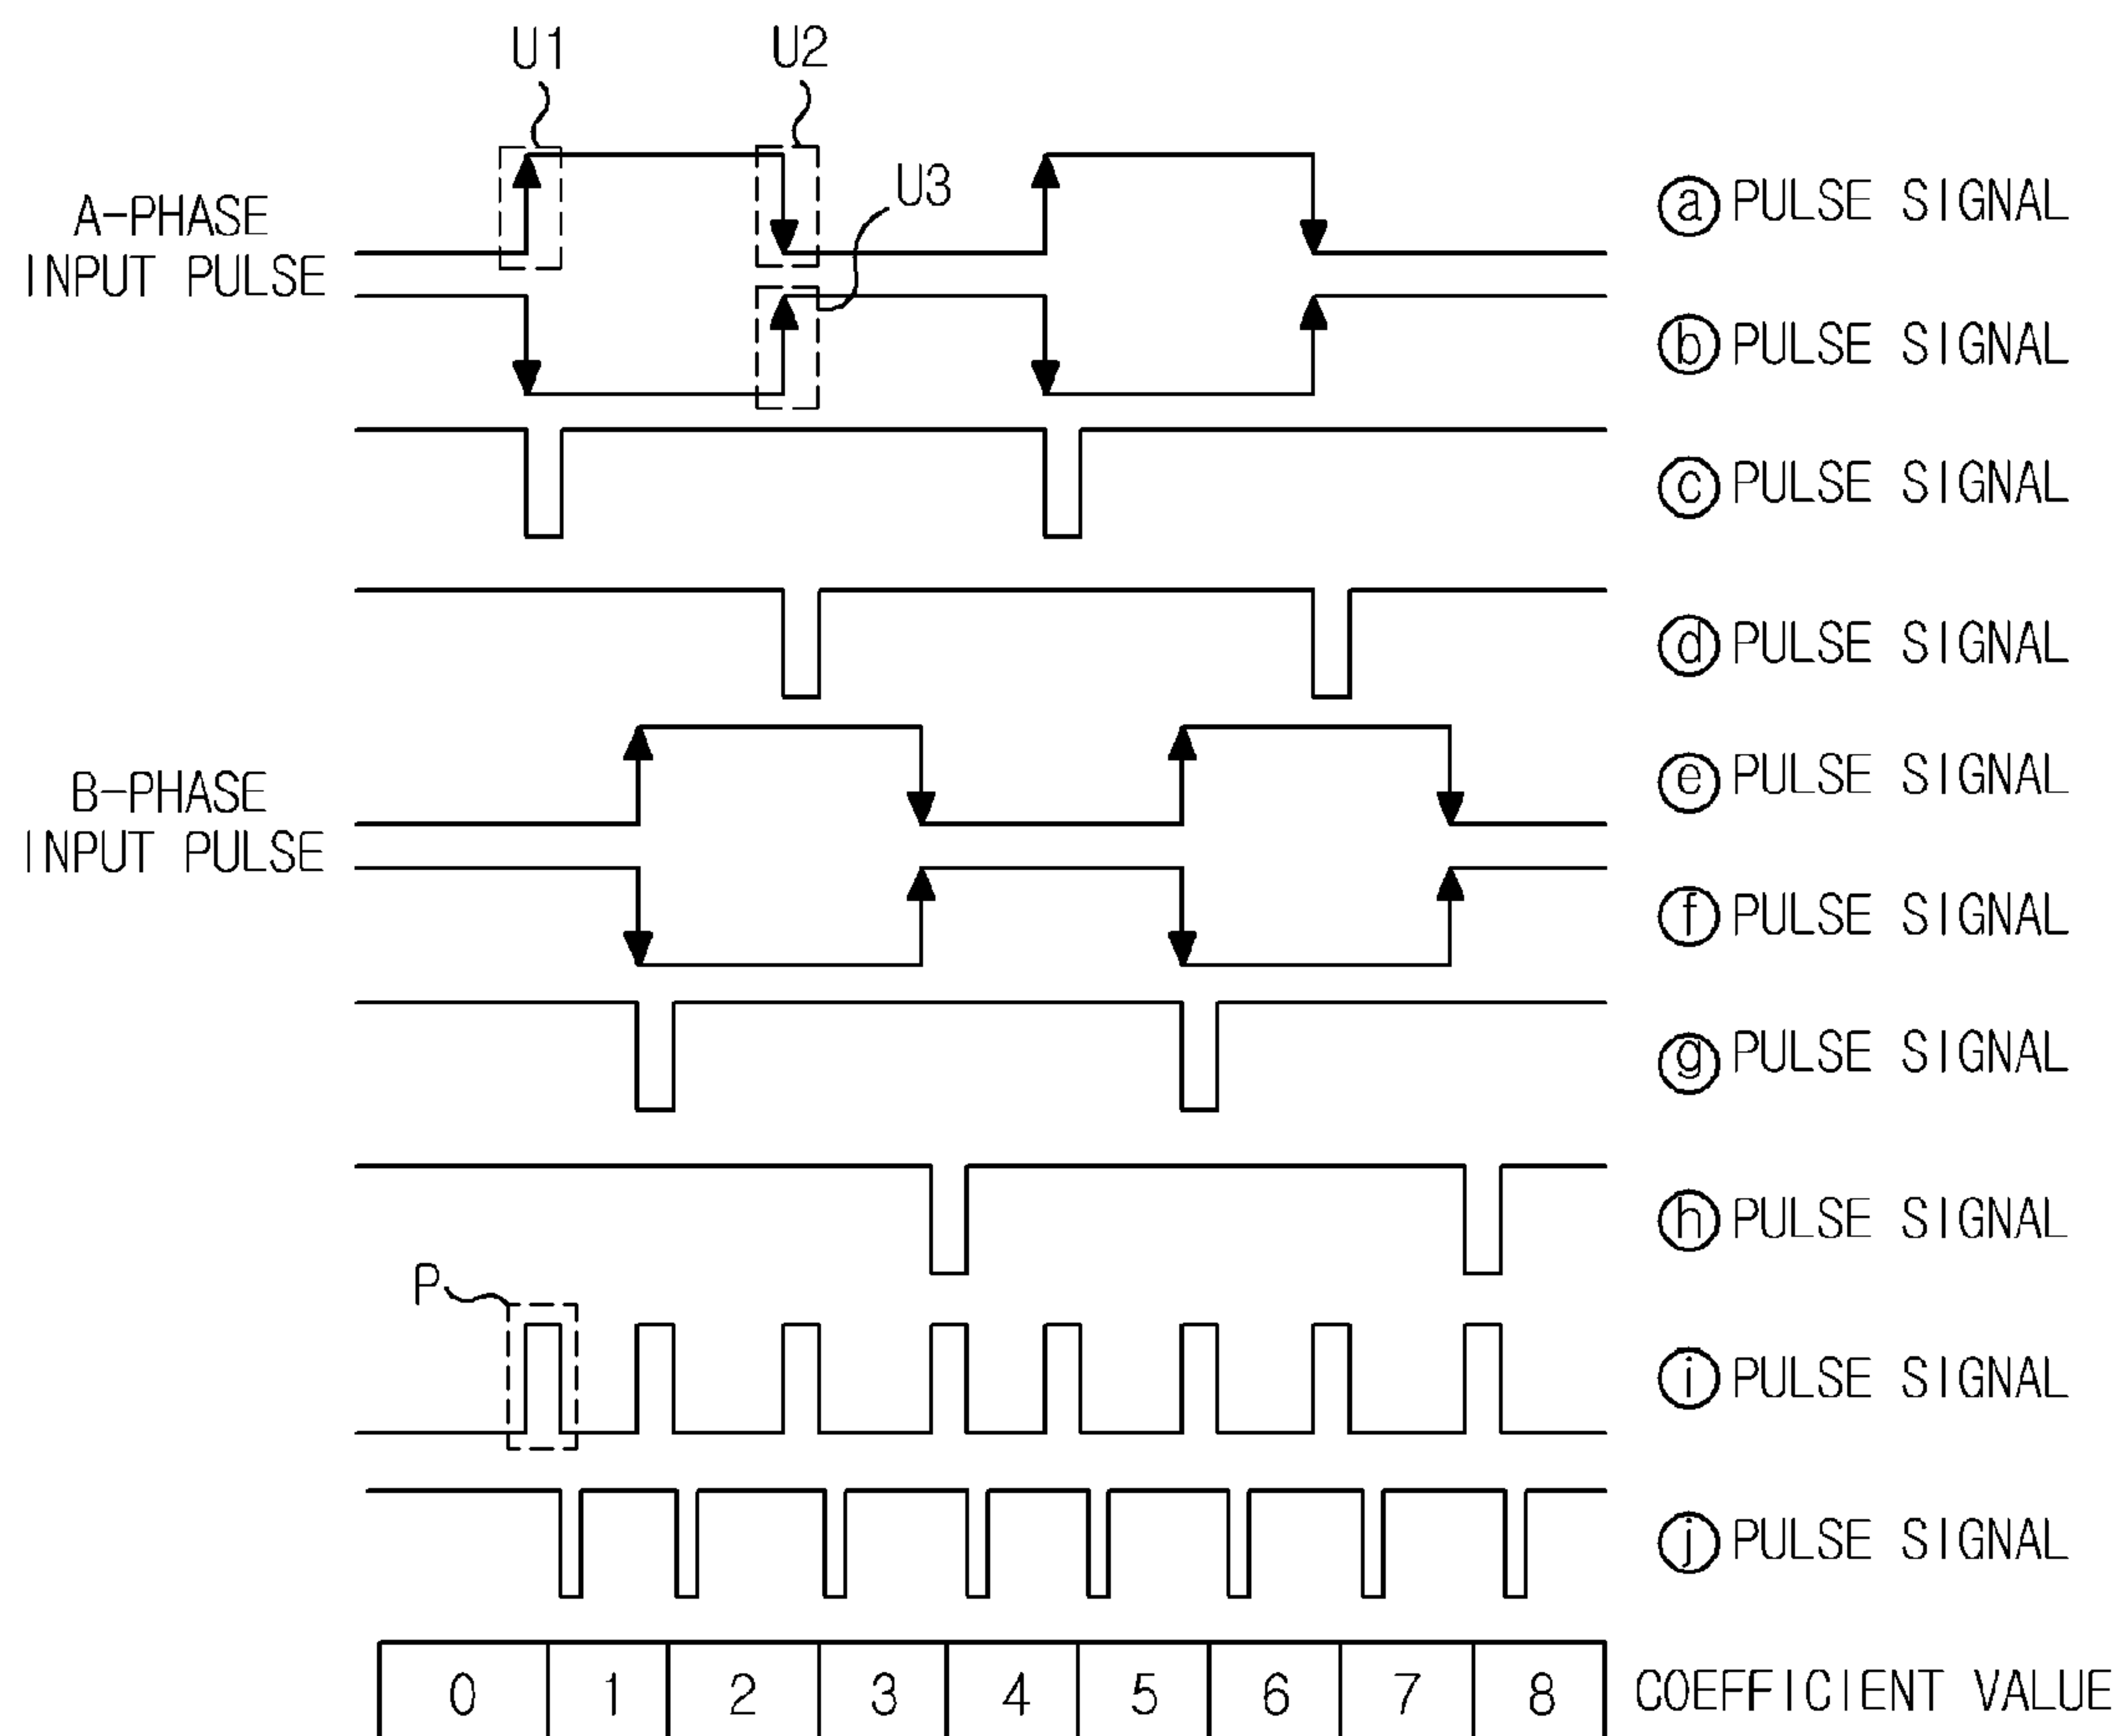 U1
U2
U3
A-PHASE
INPUT PULSE
ⓐ PULSE SIGNAL
ⓑ PULSE SIGNAL
ⓒ PULSE SIGNAL
ⓓ PULSE SIGNAL
B-PHASE
INPUT PULSE
ⓔ PULSE SIGNAL
ⓕ PULSE SIGNAL
ⓖ PULSE SIGNAL
ⓗ PULSE SIGNAL
P
ⓘ PULSE SIGNAL
ⓙ PULSE SIGNAL
0 1 2 3 4 5 6 7 8 COEFFICIENT VALUE